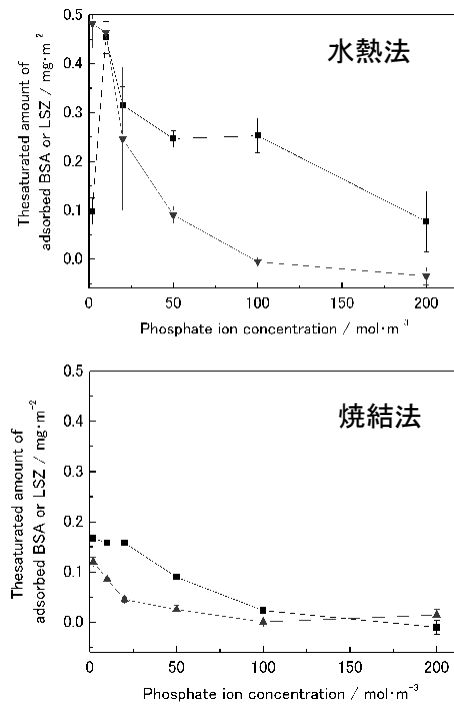 水熱法
0.5
0.4
0.3
0.2
0.1
0.0
Thesaturated amount of
adsorbed BSA or LSZ / mg·m⁻²
0
50
100
150
200
Phosphate ion concentration / mol·m⁻³
焼結法
0.5
0.4
0.3
0.2
0.1
0.0
Thesaturated amount of
adsorbed BSA or LSZ / mg·m⁻²
0
50
100
150
200
Phosphate ion concentration / mol·m⁻³